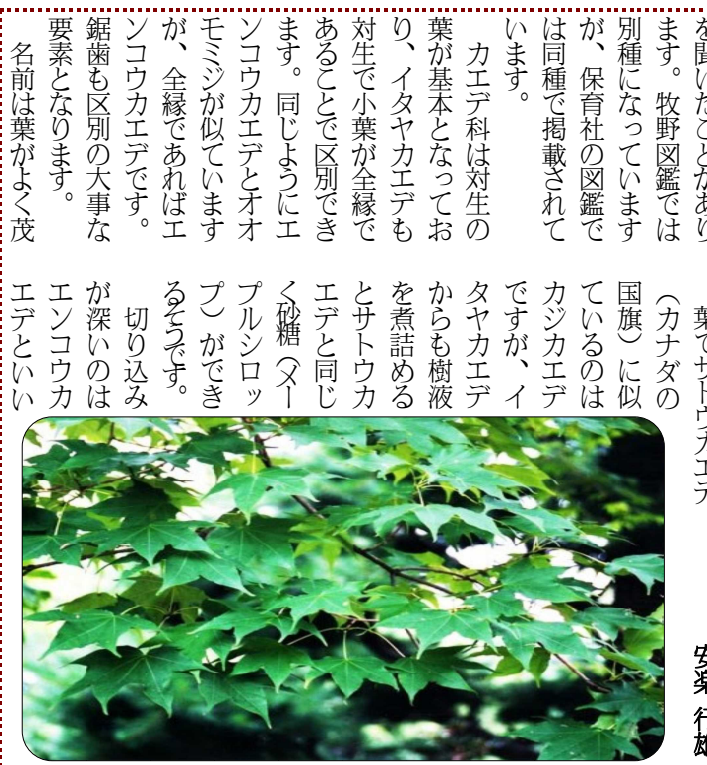 を聞いたことがあり
ます。牧野図鑑では
別種になっています
が、保育社の図鑑で
は同種で掲載されて
います。
カエデ科は対生の
葉が基本となってお
り、イタヤカエデも
対生で小葉が全縁で
あることで区別でき
ます。同じようにエ
ンコウカエデとオオ
モミジが似ています
が、全縁であればエ
ンコウカエデです。
鋸歯も区別の大事な
要素となります。
名前は葉がよく茂
葉でサトウカエデ
（カナダの
国旗）に似
ているのは
カジカエデ
ですが、イ
タヤカエデ
からも樹液
を煮詰める
とサトウカ
エデと同じ
く砂糖（メー
プルシロッ
プ）ができ
るそうです。
切り込み
が深いのは
エンコウカ
エデといい
安楽 行雄